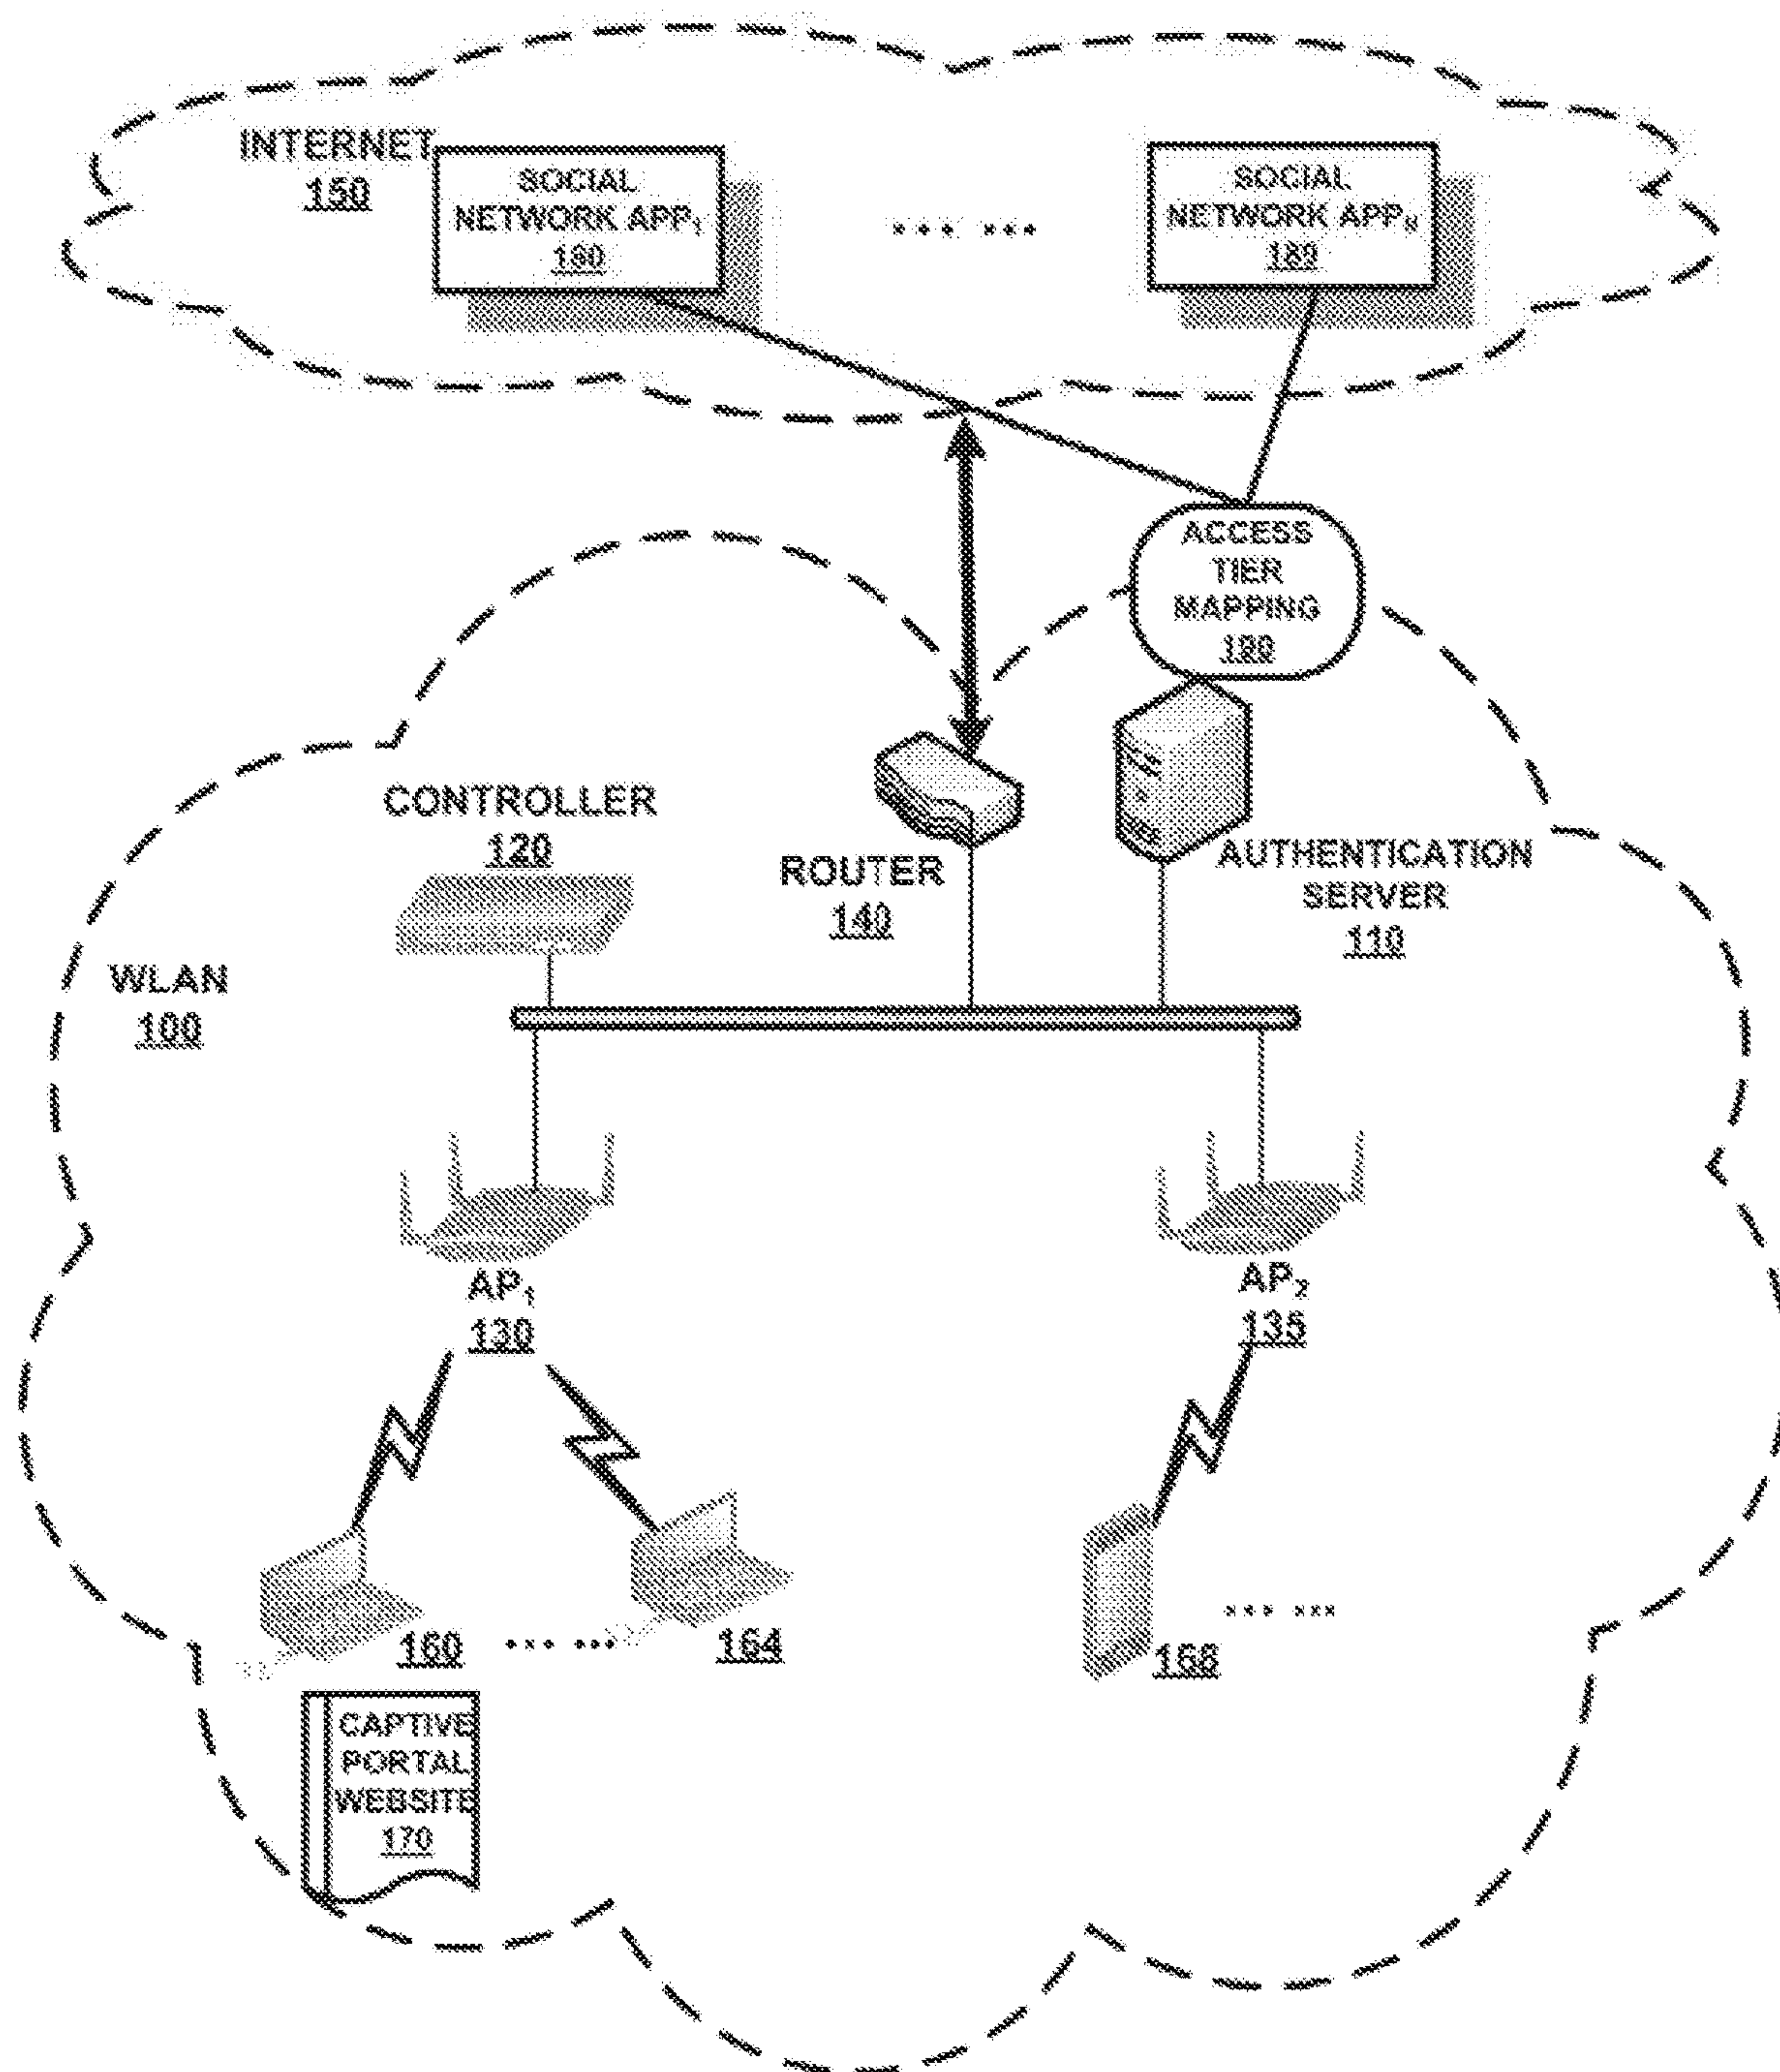 INTERNET
150
SOCIAL
NETWORK APP₁
180
... ...
SOCIAL
NETWORK APP_N
189
ACCESS
TIER
MAPPING
190
CONTROLLER
120
ROUTER
140
AUTHENTICATION
SERVER
110
WLAN
100
AP₁
130
AP₂
135
160
... ...
164
168
... ...
CAPTIVE
PORTAL
WEBSITE
170